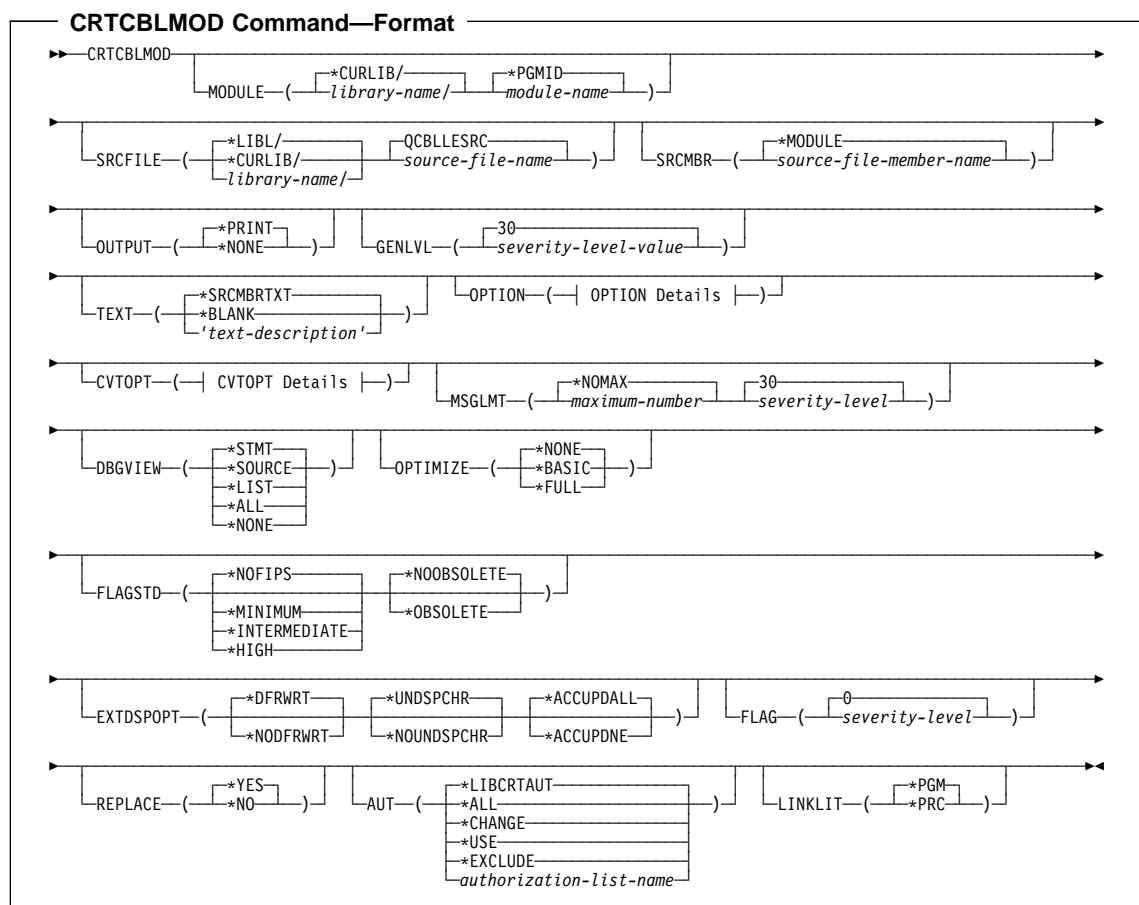 CRTCBLMOD Command—Format
CRTCBLMOD
MODULE ( *CURLIB/ *PGMID )
library-name/ module-name
SRCFILE ( *LIBL/ QCBLLESRC ) SRCMBR ( *MODULE )
*CURLIB/ source-file-name source-file-member-name
library-name/
OUTPUT ( *PRINT ) GENLVL ( 30 )
*NONE severity-level-value
TEXT ( *SRCMBRTXT ) OPTION ( OPTION Details )
*BLANK
'text-description'
CVTOPT ( CVTOPT Details ) MSGLMT ( *NOMAX 30 )
maximum-number severity-level
DBGVIEW ( *STMT ) OPTIMIZE ( *NONE )
*SOURCE *BASIC
*LIST *FULL
*ALL
*NONE
FLAGSTD ( *NOFIPS *NOOBSOLETE )
*MINIMUM *OBSOLETE
*INTERMEDIATE
*HIGH
EXTDSPOPT ( *DFRWRT *UNDSPCHR *ACCUPDALL ) FLAG ( 0 )
*NODFRWRT *NOUNDSPCHR *ACCUPDNE severity-level
REPLACE ( *YES ) AUT ( *LIBCRTAUT ) LINKLIT ( *PGM )
*NO *ALL *PRC
*CHANGE
*USE
*EXCLUDE
authorization-list-name